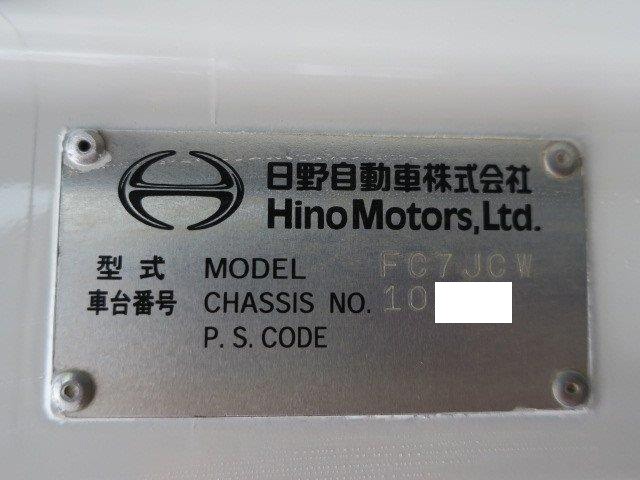 日野自動車株式会社
Hino Motors, Ltd.
型式 MODEL FC7JCW
車台番号 CHASSIS NO. 10
P.S.CODE